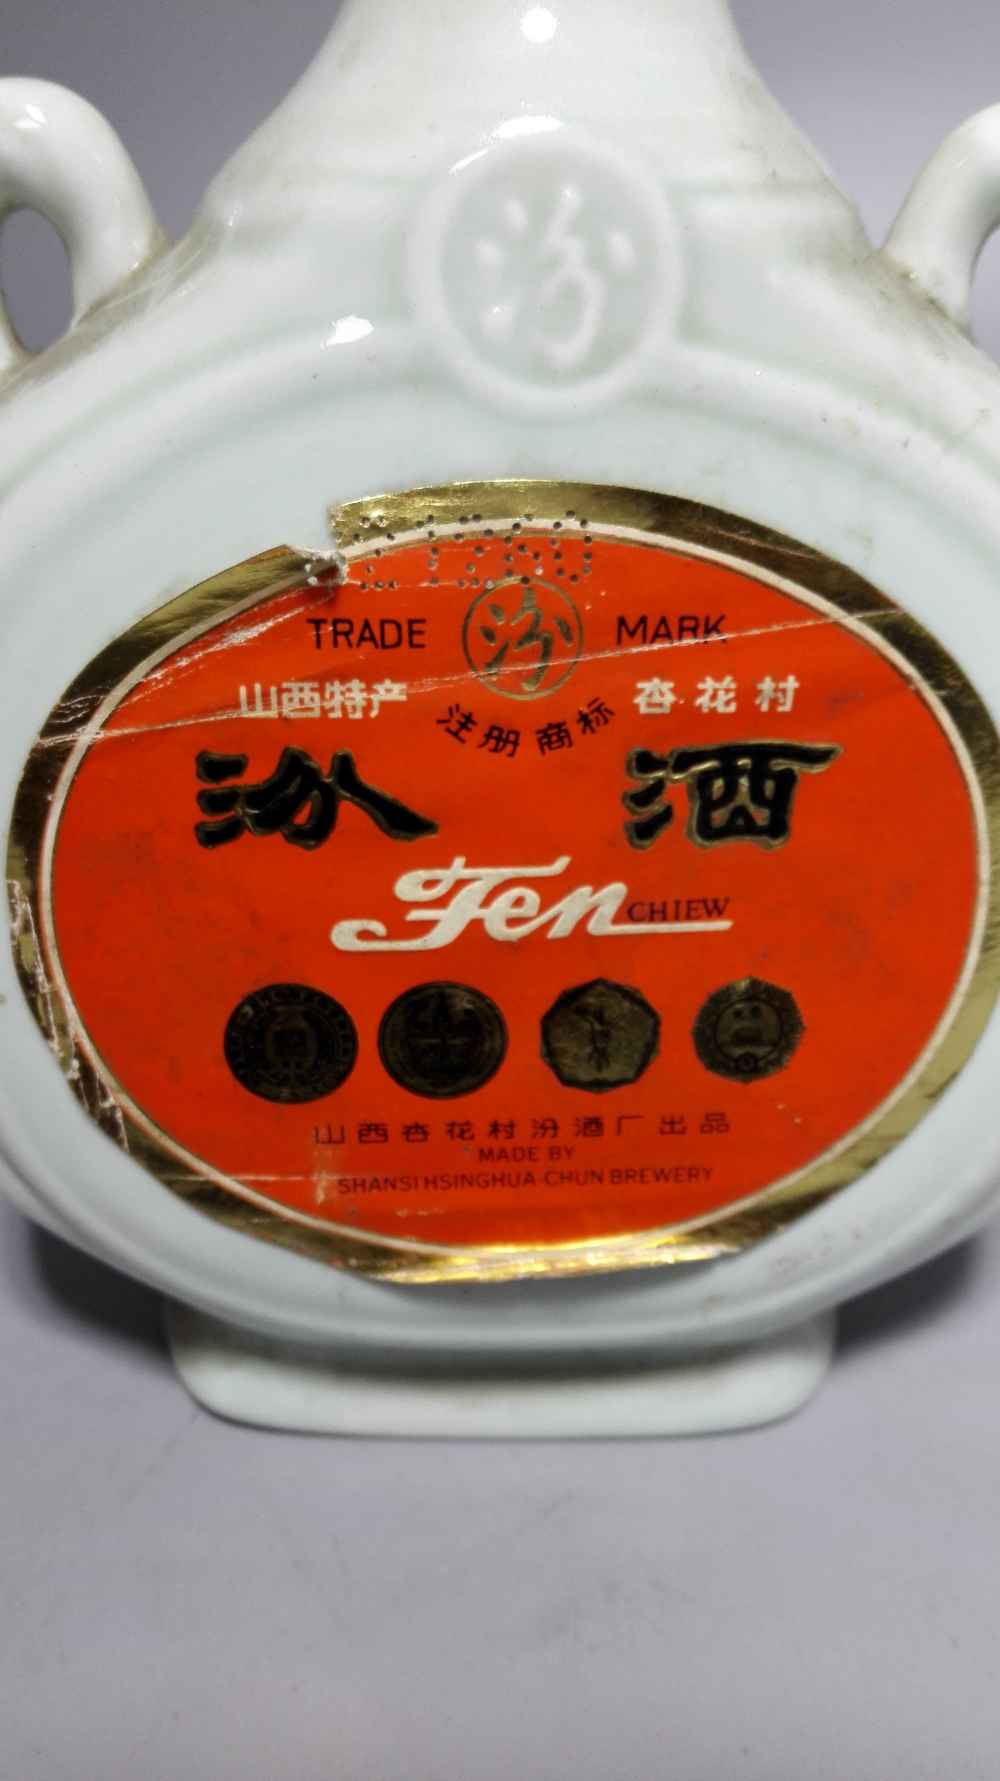 汾
TRADE 汾 MARK
山西特产 杏花村
注册商标
汾酒
Fen CHIEW
山西杏花村汾酒厂出品
MADE BY
SHANSI HSINGHUA-CHUN BREWERY